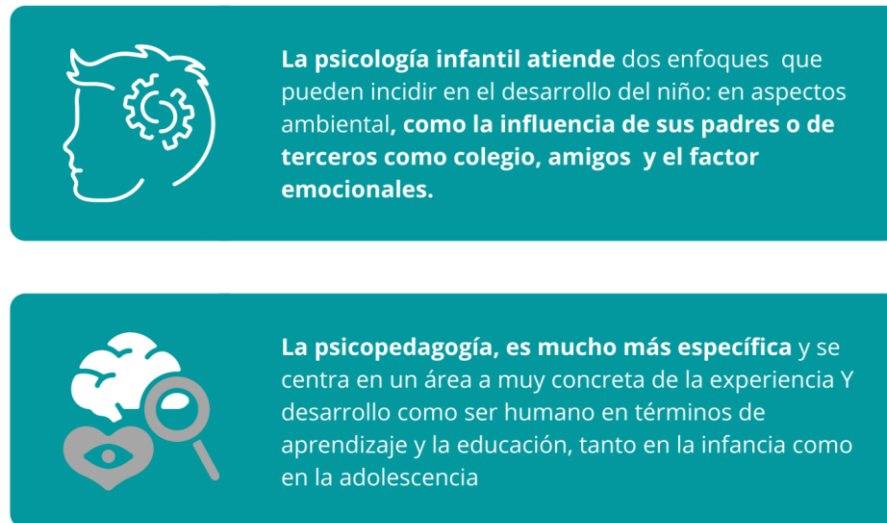 La psicología infantil atiende dos enfoques que
pueden incidir en el desarrollo del niño: en aspectos
ambiental, como la influencia de sus padres o de
terceros como colegio, amigos y el factor
emocionales.
La psicopedagogía, es mucho más específica y se
centra en un área a muy concreta de la experiencia Y
desarrollo como ser humano en términos de
aprendizaje y la educación, tanto en la infancia como
en la adolescencia